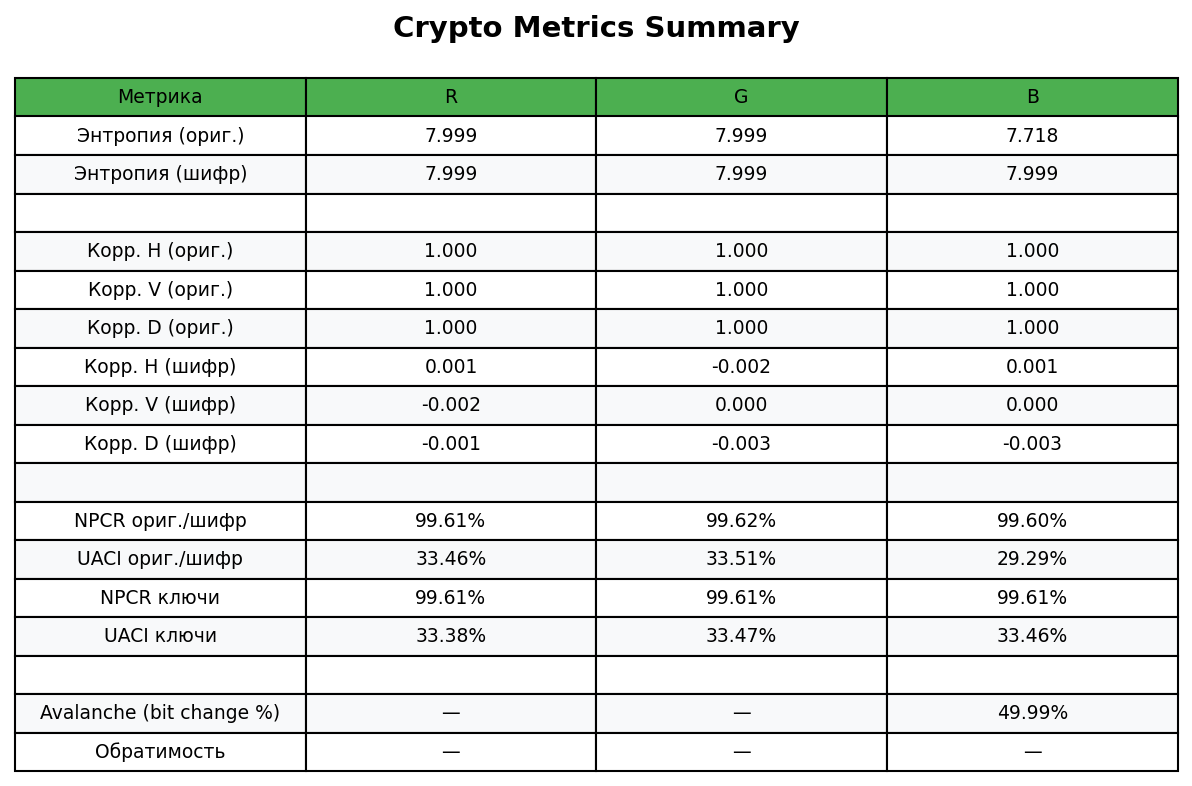 Crypto Metrics Summary
Метрика R G B
Энтропия (ориг.) 7.999 7.999 7.718
Энтропия (шифр) 7.999 7.999 7.999
Корр. H (ориг.) 1.000 1.000 1.000
Корр. V (ориг.) 1.000 1.000 1.000
Корр. D (ориг.) 1.000 1.000 1.000
Корр. H (шифр) 0.001 -0.002 0.001
Корр. V (шифр) -0.002 0.000 0.000
Корр. D (шифр) -0.001 -0.003 -0.003
NPCR ориг./шифр 99.61% 99.62% 99.60%
UACI ориг./шифр 33.46% 33.51% 29.29%
NPCR ключи 99.61% 99.61% 99.61%
UACI ключи 33.38% 33.47% 33.46%
Avalanche (bit change %) — — 49.99%
Обратимость — — —